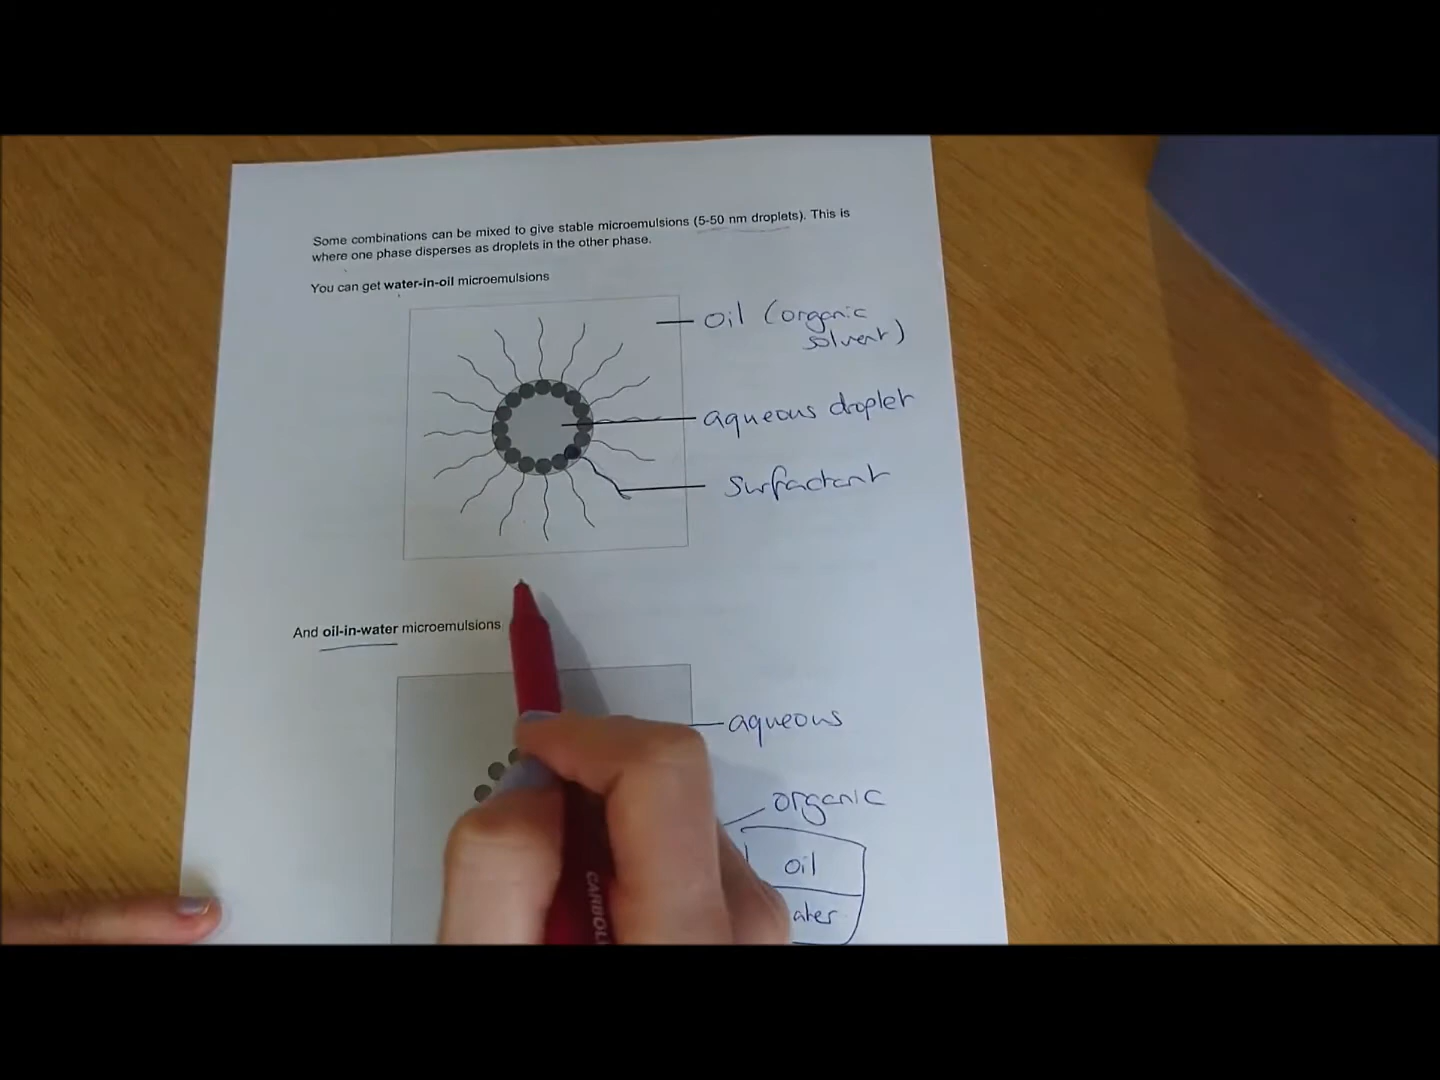 Some combinations can be mixed to give stable microemulsions (5-50 nm droplets). This is
where one phase disperses as droplets in the other phase.
You can get water-in-oil microemulsions
oil (organic
solvent)
aqueous droplet
surfactant
And oil-in-water microemulsions
aqueous
organic
oil
ater